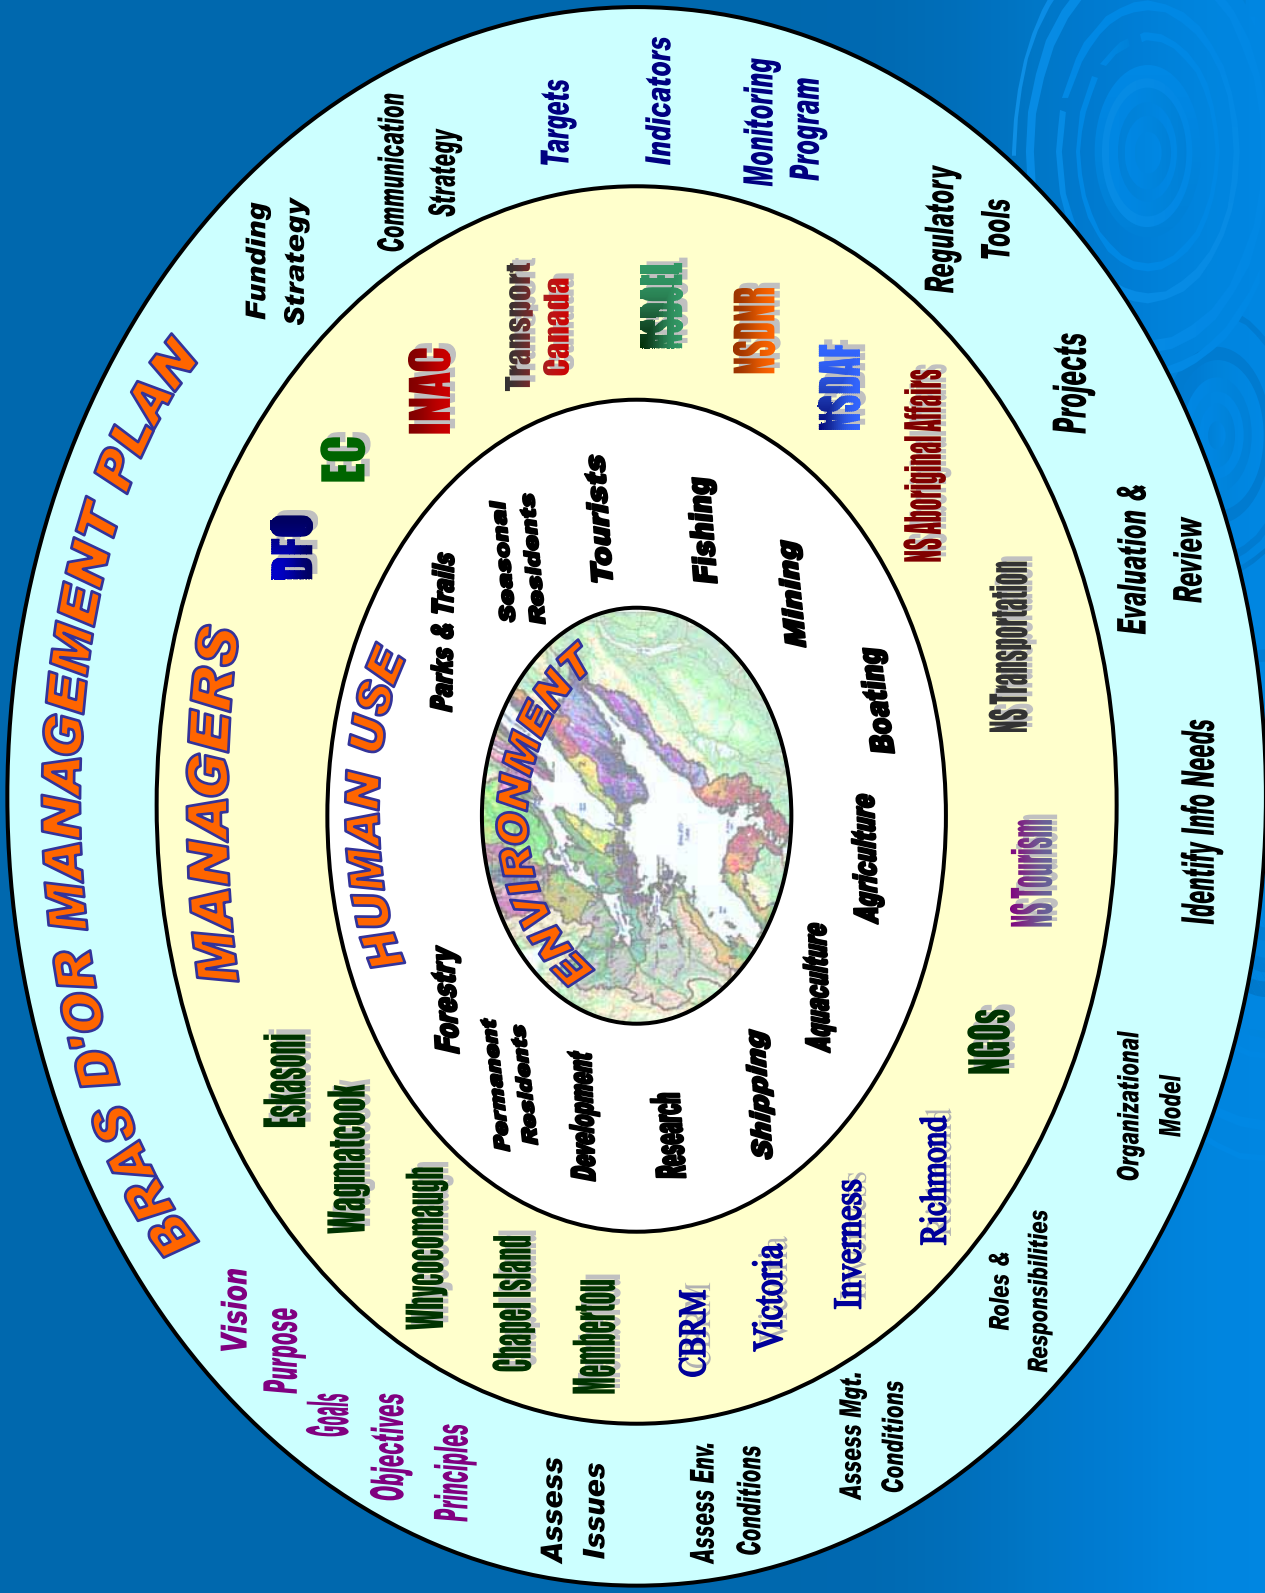 BRAS D'OR MANAGEMENT PLAN
Vision
Purpose
Goals
Objectives
Principles
Assess
Issues
Assess Env.
Conditions
Assess Mgt.
Conditions
Roles &
Responsibilities
Organizational
Model
Identify Info Needs
Evaluation &
Review
Projects
Regulatory
Tools
Monitoring
Program
Indicators
Targets
Communication
Strategy
Funding
Strategy
MANAGERS
Eskasoni
Wagmatcook
Whycocomaugh
Chapel Island
Membertou
CBRM
Victoria
Inverness
Richmond
NGOs
NS Tourism
NS Transportation
NS Aboriginal Affairs
NSDAF
NSDNR
NSDOEL
Transport
Canada
INAC
EC
DFO
HUMAN USE
Forestry
Permanent
Residents
Development
Research
Shipping
Aquaculture
Agriculture
Boating
Mining
Fishing
Tourists
Seasonal
Residents
Parks & Trails
ENVIRONMENT